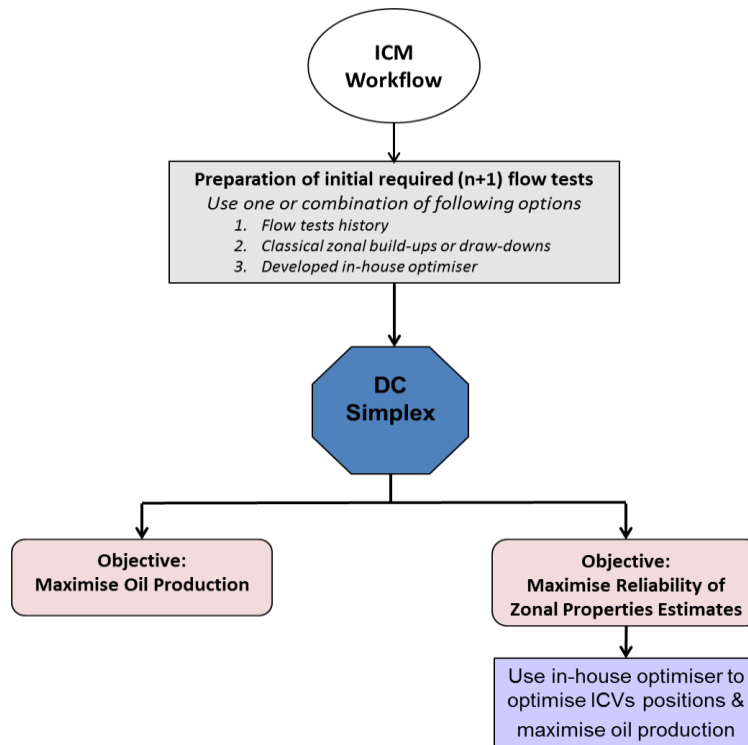 ICM
Workflow
Preparation of initial required (n+1) flow tests
Use one or combination of following options
1. Flow tests history
2. Classical zonal build-ups or draw-downs
3. Developed in-house optimiser
DC
Simplex
Objective:
Maximise Oil Production
Objective:
Maximise Reliability of
Zonal Properties Estimates
Use in-house optimiser to
optimise ICVs positions &
maximise oil production